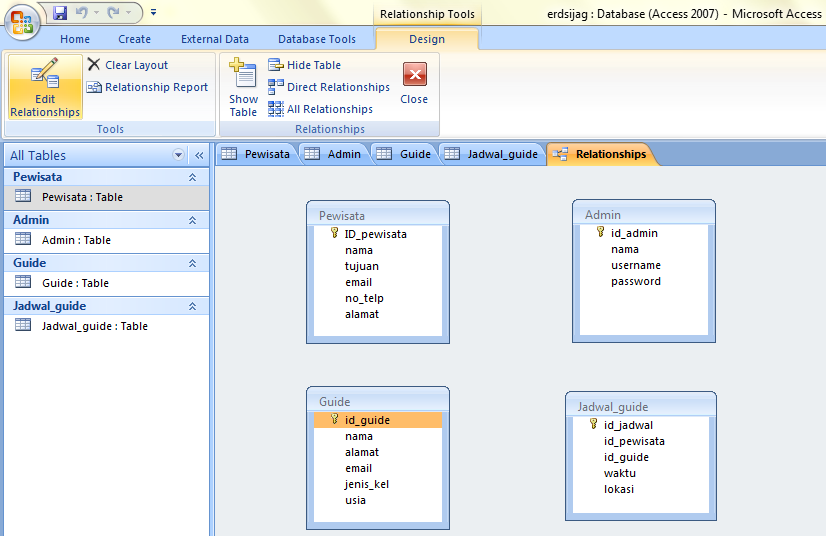 Relationship Tools
erdsijag : Database (Access 2007) - Microsoft Access
Home Create External Data Database Tools Design
Edit Relationships
Clear Layout
Relationship Report
Tools
Show Table
Hide Table
Direct Relationships
All Relationships
Close
Relationships
All Tables
Pewisata
Pewisata : Table
Admin
Admin : Table
Guide
Guide : Table
Jadwal_guide
Jadwal_guide : Table
Pewisata Admin Guide Jadwal_guide Relationships
Pewisata
ID_pewisata
nama
tujuan
email
no_telp
alamat
Admin
id_admin
nama
username
password
Guide
id_guide
nama
alamat
email
jenis_kel
usia
Jadwal_guide
id_jadwal
id_pewisata
id_guide
waktu
lokasi